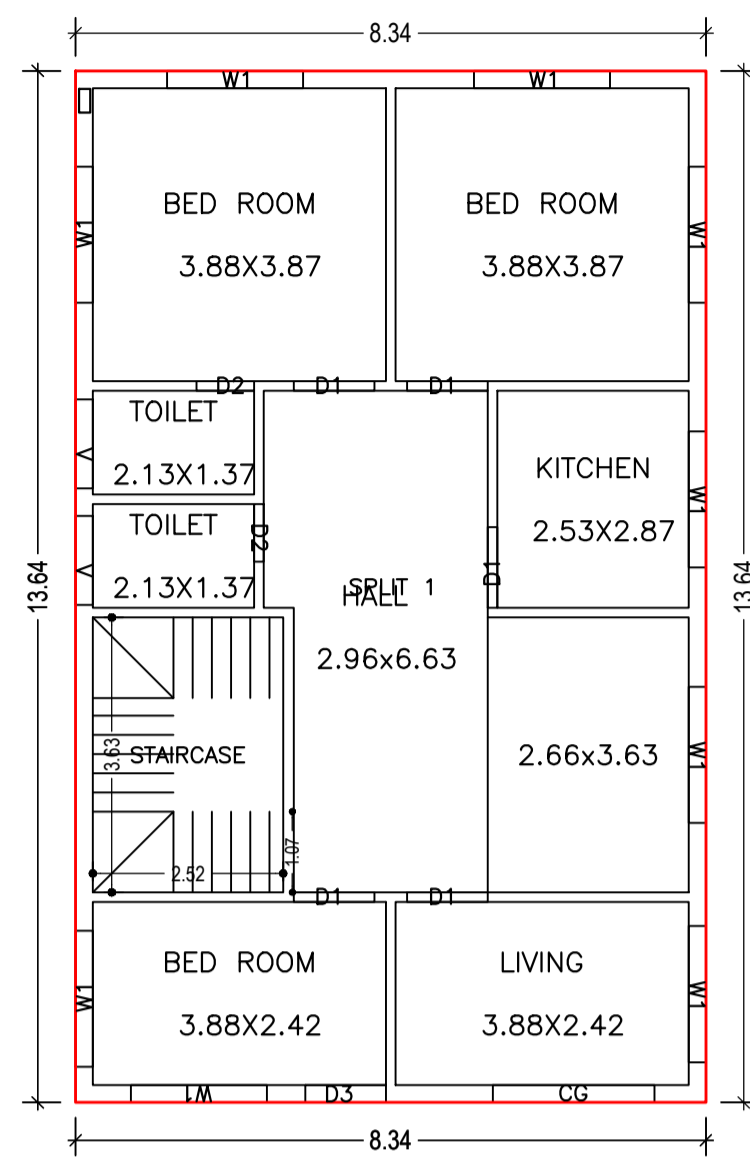 8.34
W1
W1
BED ROOM
3.88X3.87
BED ROOM
3.88X3.87
W1
W1
D2
D1
D1
TOILET
2.13X1.37
V
KITCHEN
2.53X2.87
W1
TOILET
2.13X1.37
V
D2
D1
SPLIT 1
HALL
2.96x6.63
13.64
13.64
STAIRCASE
3.63
2.52
1.07
2.66x3.63
W1
D1
D1
BED ROOM
3.88X2.42
LIVING
3.88X2.42
W1
W1
W1
D3
CG
8.34